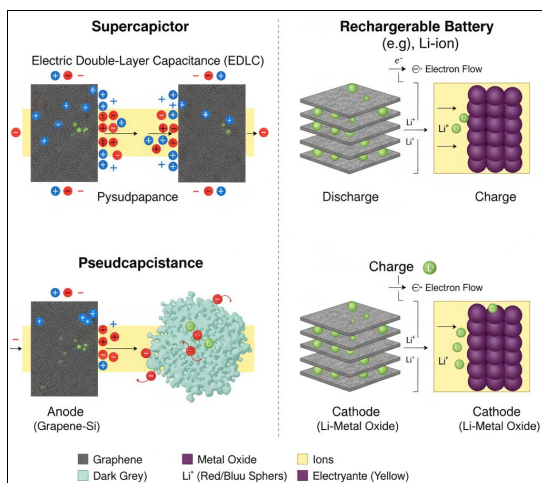 Supercapictor
Electric Double-Layer Capacitance (EDLC)
Pysudpapance
Pseudcapcistance
Anode
(Grapene-Si)
Rechargerable Battery
(e.g), Li-ion)
e⁻
e⁻ Electron Flow
Li⁺
Li⁺
Li⁺
Discharge
Charge
Charge
e⁻ Electron Flow
Li⁺
Li⁺
Li⁺
Cathode
(Li-Metal Oxide)
Cathode
(Li-Metal Oxide)
Graphene
Metal Oxide
Ions
Dark Grey)
Li⁺ (Red/Bluu Sphers)
Electryante (Yellow)